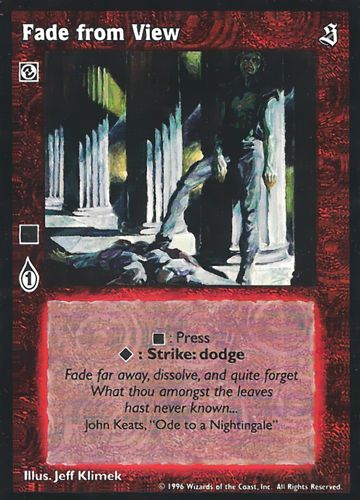 Fade from View
1
: Press
: Strike: dodge
Fade far away, dissolve, and quite forget
What thou amongst the leaves
hast never known...
John Keats, "Ode to a Nightingale"
Illus. Jeff Klimek
© 1996 Wizards of the Coast, Inc. All Rights Reserved.